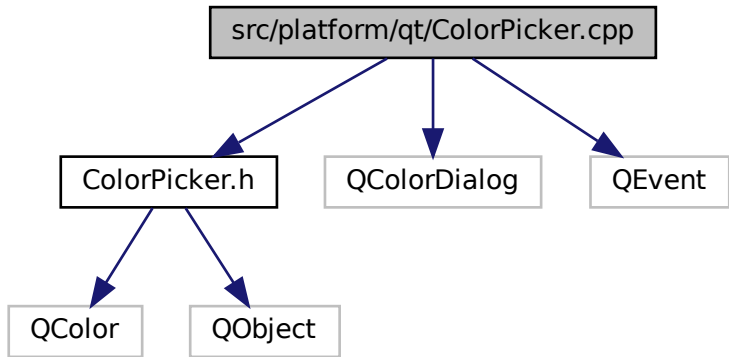 src/platform/qt/ColorPicker.cpp
ColorPicker.h
QColorDialog
QEvent
QColor
QObject